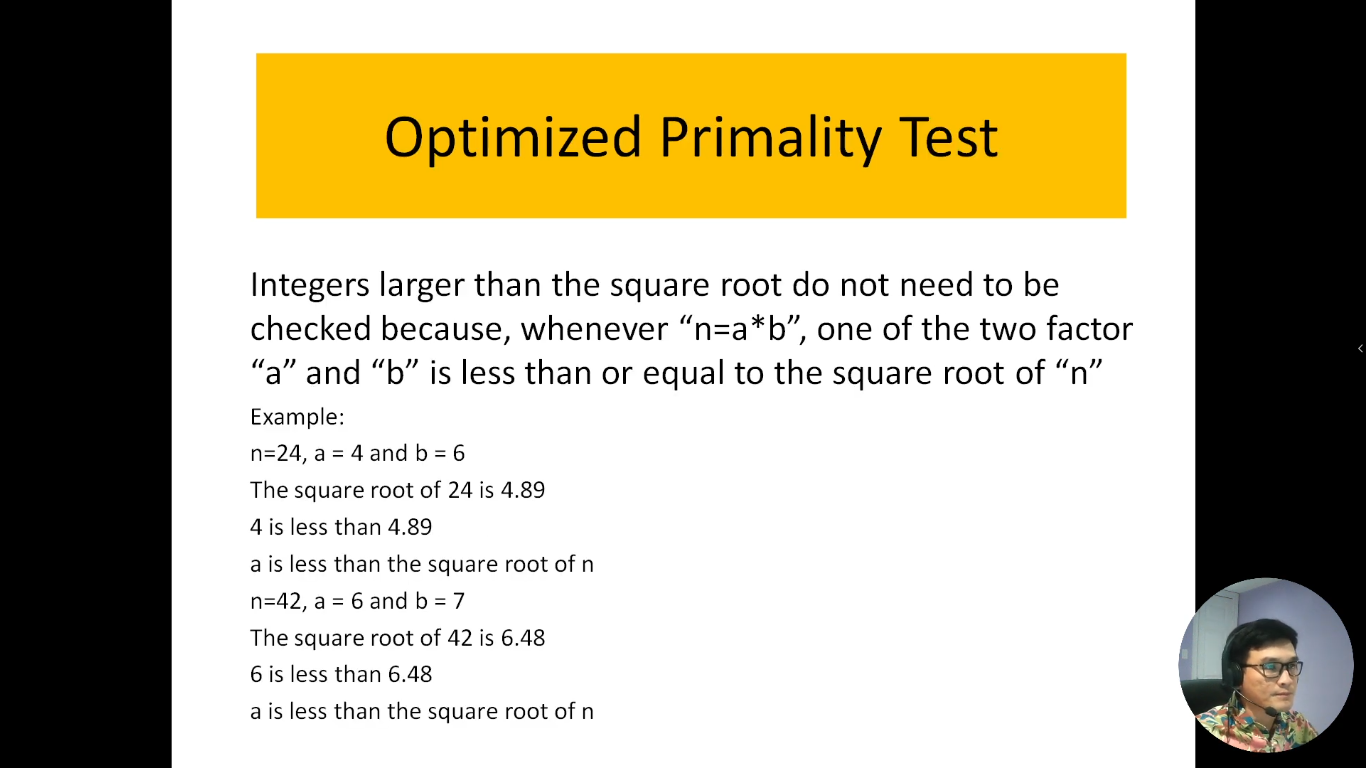 Optimized Primality Test
Integers larger than the square root do not need to be
checked because, whenever “n=a*b”, one of the two factor
“a” and “b” is less than or equal to the square root of “n”
Example:
n=24, a = 4 and b = 6
The square root of 24 is 4.89
4 is less than 4.89
a is less than the square root of n
n=42, a = 6 and b = 7
The square root of 42 is 6.48
6 is less than 6.48
a is less than the square root of n